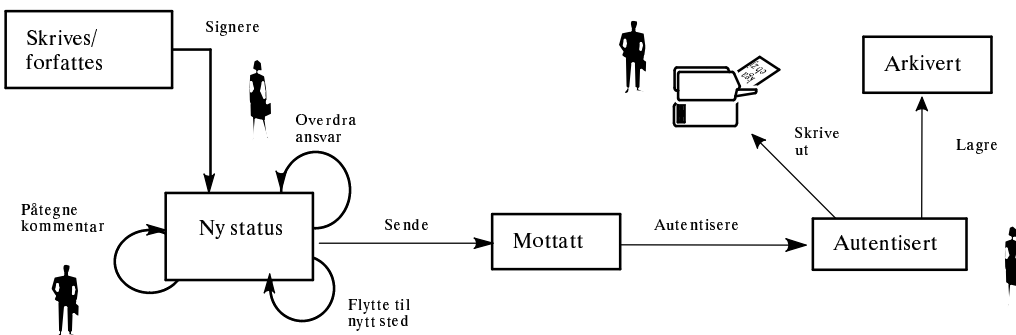 Skrives/
forfattes
Signere
Overdra
ansvar
Påtegne
kommentar
Ny status
Sende
Flytte til
nytt sted
Mottatt
Autentisere
Autentisert
Skrive
ut
Lagre
Arkivert